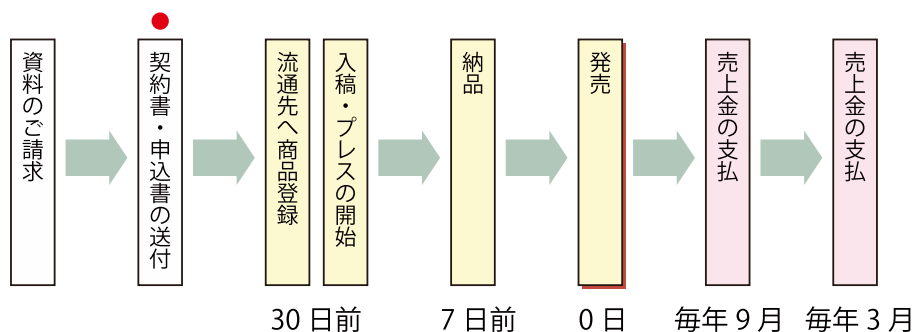 資料のご請求
契約書・申込書の送付
流通先へ商品登録
入稿・プレスの開始
納品
発売
売上金の支払
売上金の支払
30 日前
7 日前
0 日
毎年 9 月
毎年 3 月